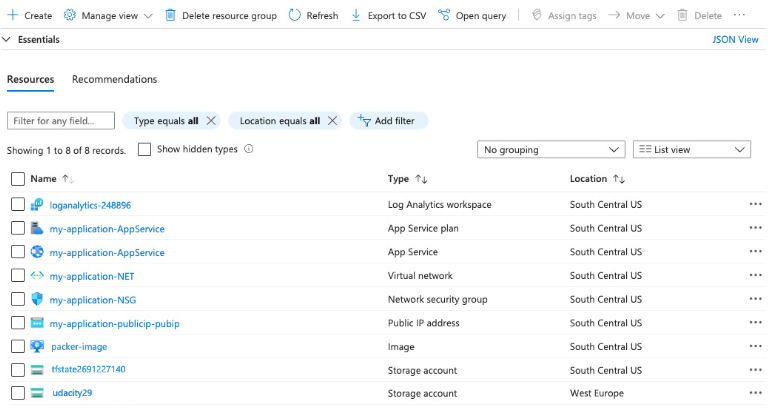 Create Manage view Delete resource group Refresh Export to CSV Open query Assign tags Move Delete
Essentials JSON View
Resources Recommendations
Filter for any field... Type equals all Location equals all Add filter
Showing 1 to 8 of 8 records. Show hidden types No grouping List view
Name Type Location
loganalytics-248896 Log Analytics workspace South Central US
my-application-AppService App Service plan South Central US
my-application-AppService App Service South Central US
my-application-NET Virtual network South Central US
my-application-NSG Network security group South Central US
my-application-publicip-pubip Public IP address South Central US
packer-image Image South Central US
tfstate2691227140 Storage account South Central US
udacity29 Storage account West Europe